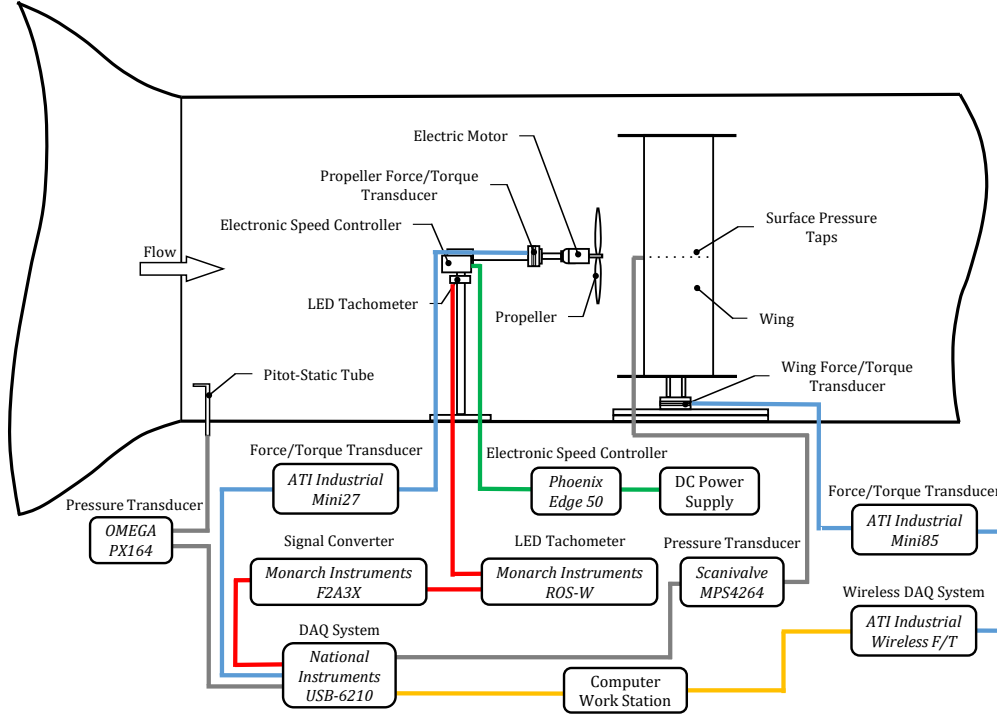 Electric Motor
Propeller Force/Torque
Transducer
Electronic Speed Controller
Surface Pressure
Taps
Flow
LED Tachometer
Propeller
Wing
Pitot-Static Tube
Wing Force/Torque
Transducer
Force/Torque Transducer
ATI Industrial
Mini27
Electronic Speed Controller
Phoenix
Edge 50
DC Power
Supply
Force/Torque Transducer
ATI Industrial
Mini85
Pressure Transducer
OMEGA
PX164
Signal Converter
Monarch Instruments
F2A3X
LED Tachometer
Monarch Instruments
ROS-W
Pressure Transducer
Scanivalve
MPS4264
Wireless DAQ System
ATI Industrial
Wireless F/T
DAQ System
National
Instruments
USB-6210
Computer
Work Station